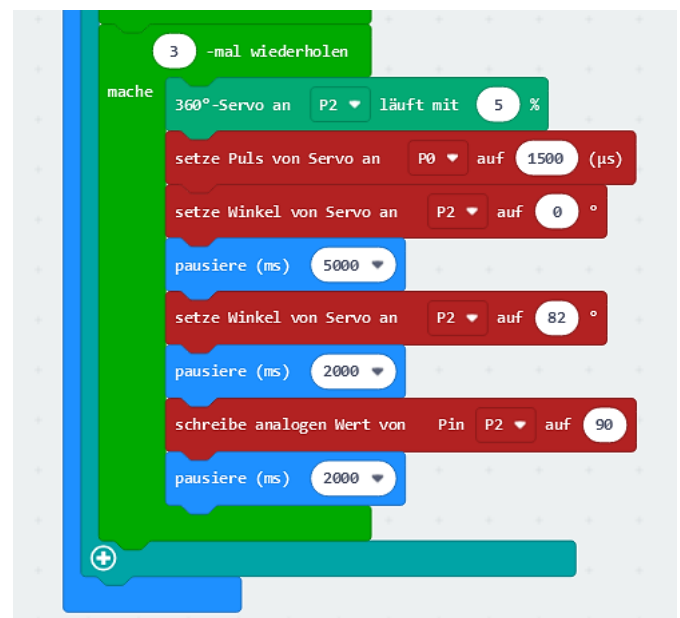 3 -mal wiederholen
mache
360°-Servo an P2 läuft mit 5 %
setze Puls von Servo an P0 auf 1500 (µs)
setze Winkel von Servo an P2 auf 0 °
pausiere (ms) 5000
setze Winkel von Servo an P2 auf 82 °
pausiere (ms) 2000
schreibe analogen Wert von Pin P2 auf 90
pausiere (ms) 2000